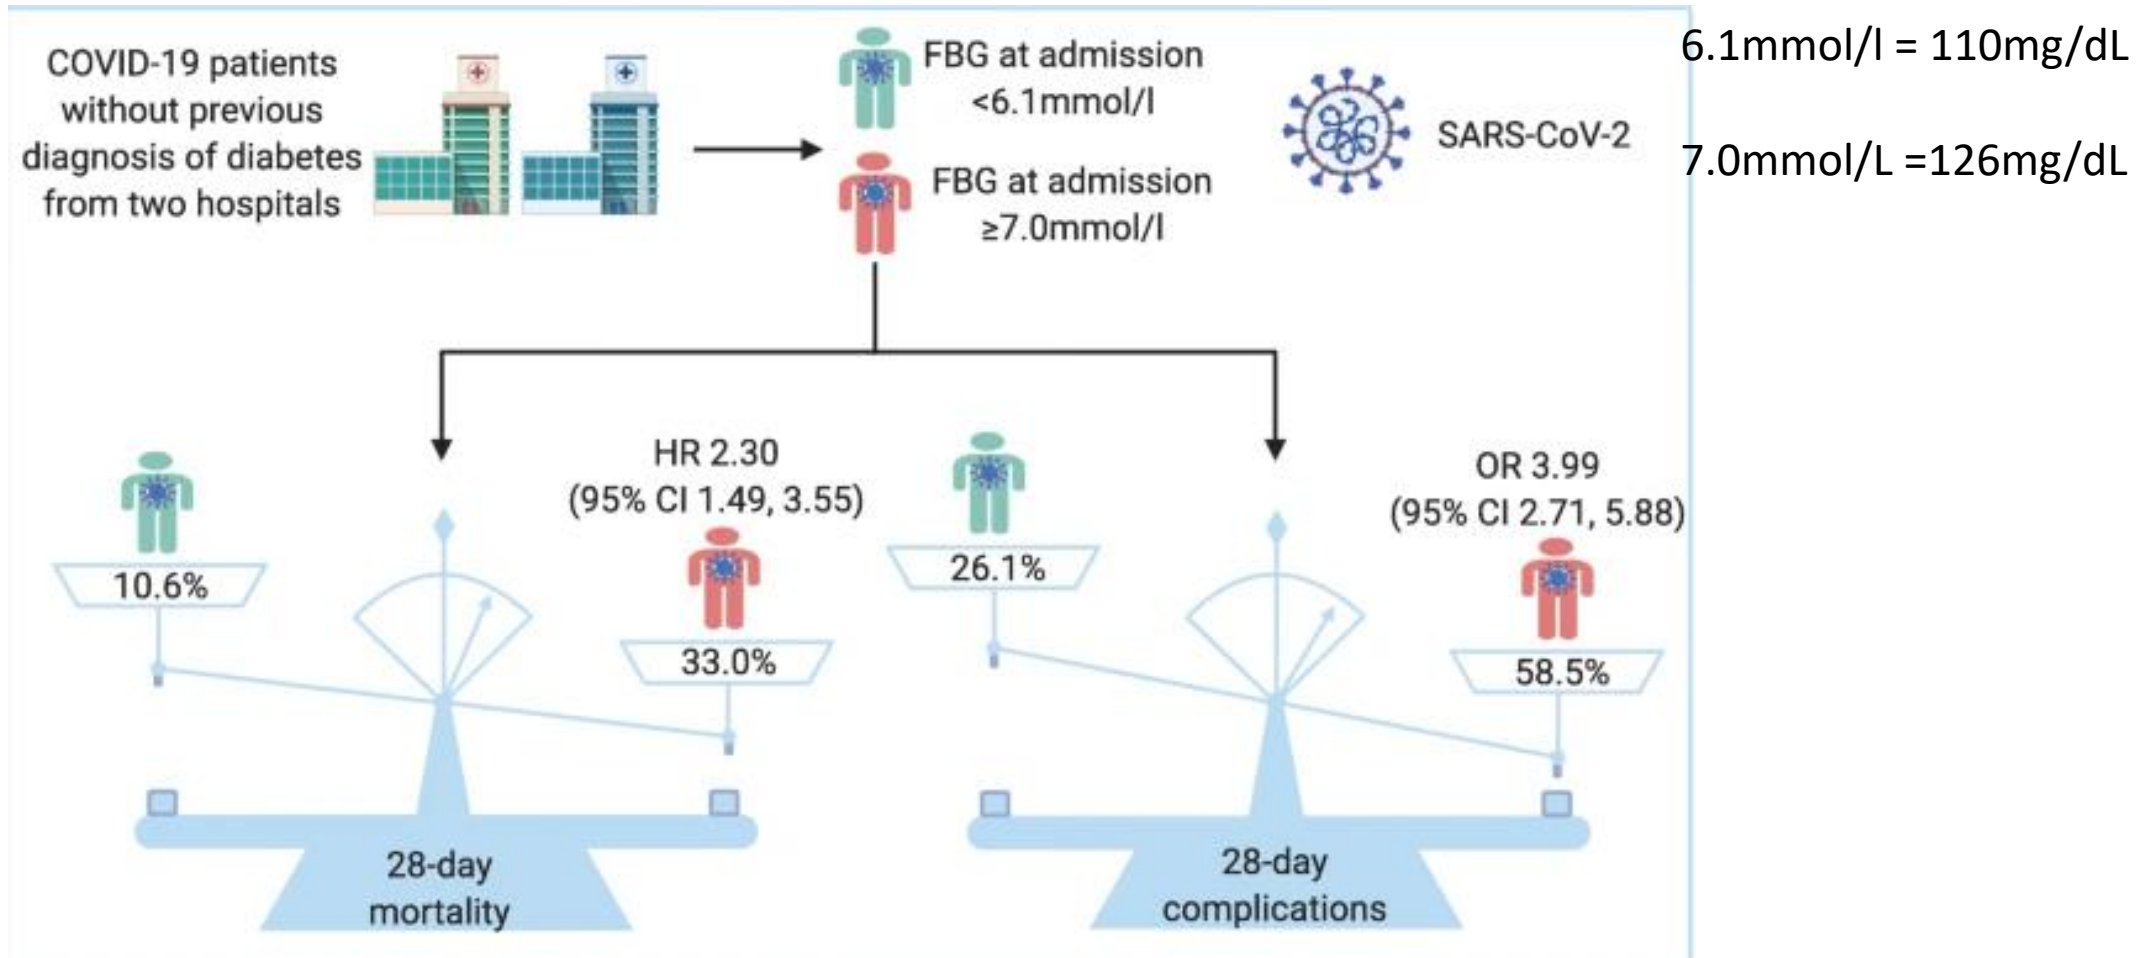 COVID-19 patients
without previous
diagnosis of diabetes
from two hospitals
FBG at admission
<6.1mmol/l
FBG at admission
≥7.0mmol/l
SARS-CoV-2
6.1mmol/l = 110mg/dL
7.0mmol/L =126mg/dL
HR 2.30
(95% CI 1.49, 3.55)
10.6%
33.0%
28-day
mortality
OR 3.99
(95% CI 2.71, 5.88)
26.1%
58.5%
28-day
complications